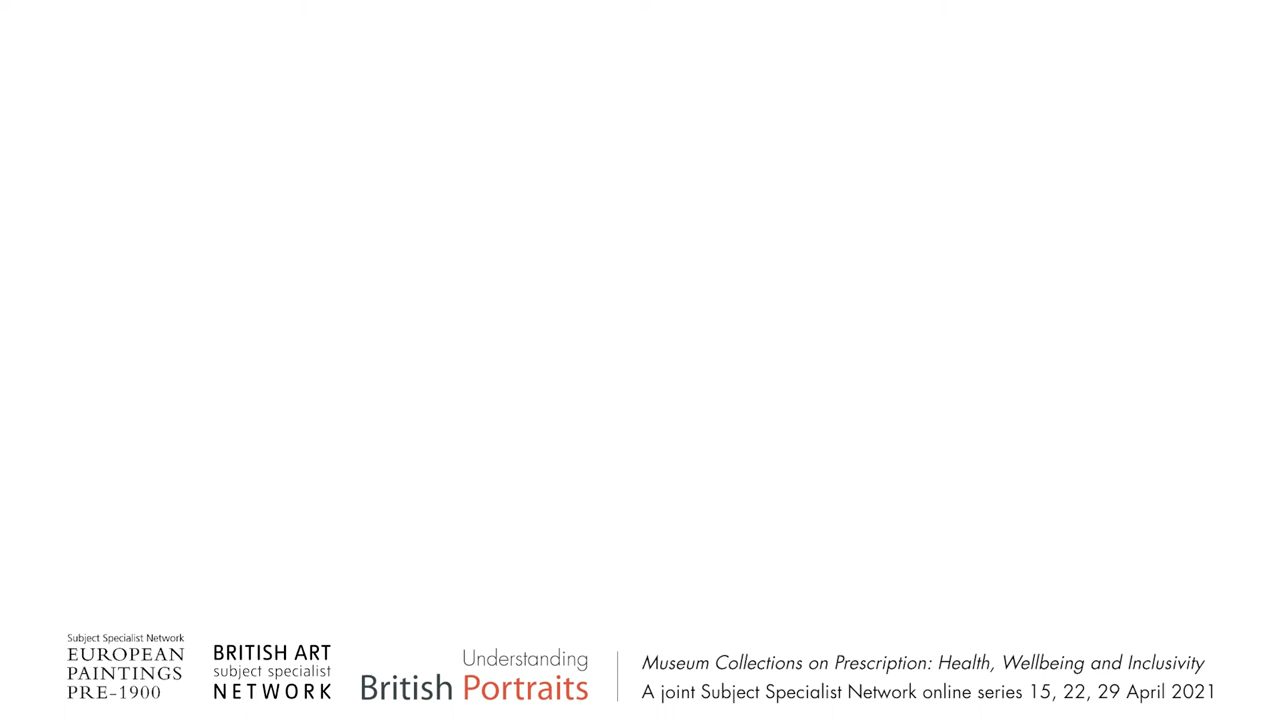 Subject Specialist Network
EUROPEAN
PAINTINGS
PRE-1900
BRITISH ART
subject specialist
NETWORK
Understanding
British Portraits
Museum Collections on Prescription: Health, Wellbeing and Inclusivity
A joint Subject Specialist Network online series 15, 22, 29 April 2021